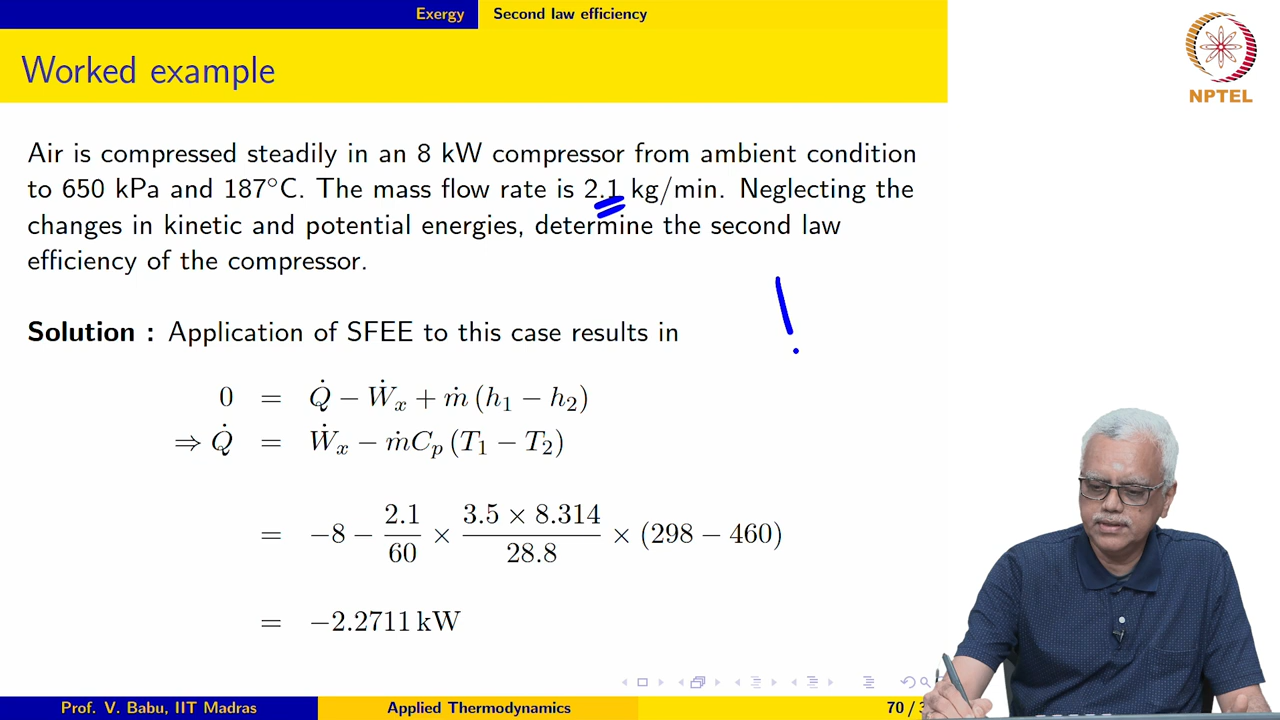 Exergy Second law efficiency
Worked example
NPTEL
Air is compressed steadily in an 8 kW compressor from ambient condition
to 650 kPa and 187°C. The mass flow rate is 2.1 kg/min. Neglecting the
changes in kinetic and potential energies, determine the second law
efficiency of the compressor.
Solution : Application of SFEE to this case results in
0 = Q̇ − Ẇₓ + ṁ (h₁ − h₂)
⇒ Q̇ = Ẇₓ − ṁCₚ (T₁ − T₂)
= −8 − 2.1/60 × 3.5 × 8.314/28.8 × (298 − 460)
= −2.2711 kW
Prof. V. Babu, IIT Madras Applied Thermodynamics 70 / 3